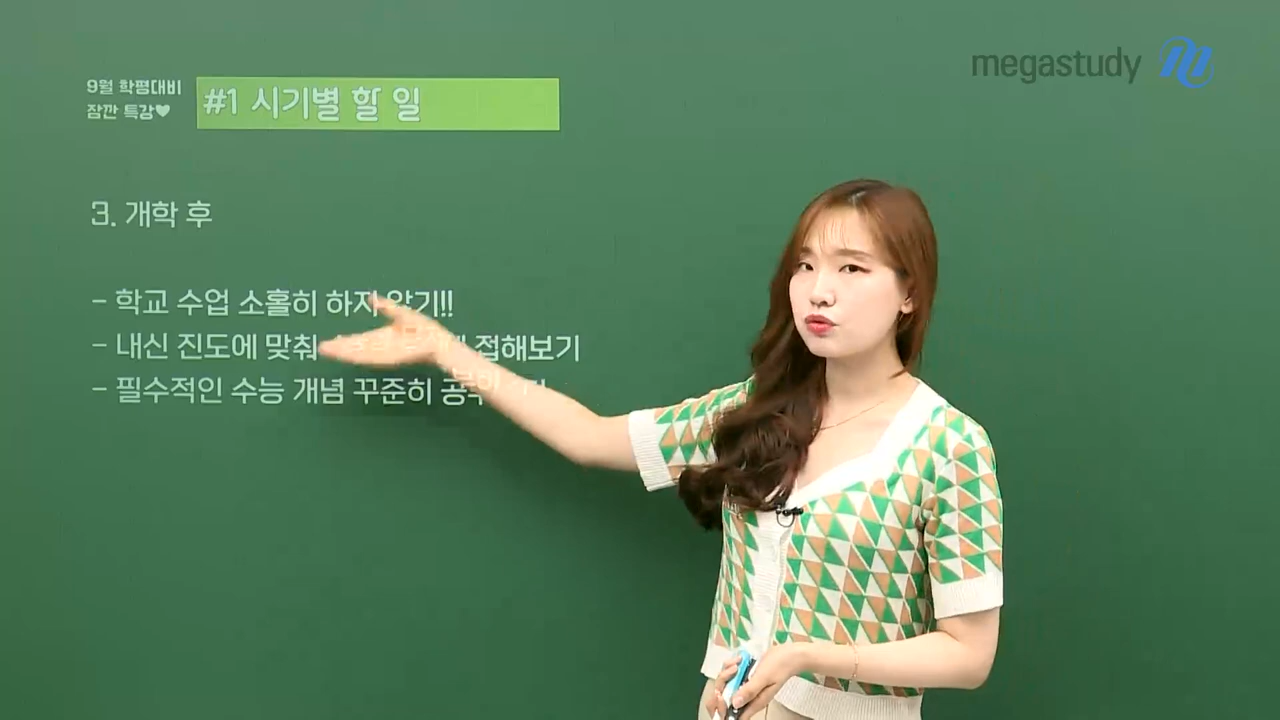 megastudy
9월 학평대비
잠깐 특강♥
#1 시기별 할 일
3. 개학 후
- 학교 수업 소홀히 하지 않기!!
- 내신 진도에 맞춰 접해보기
- 필수적인 수능 개념 꾸준히